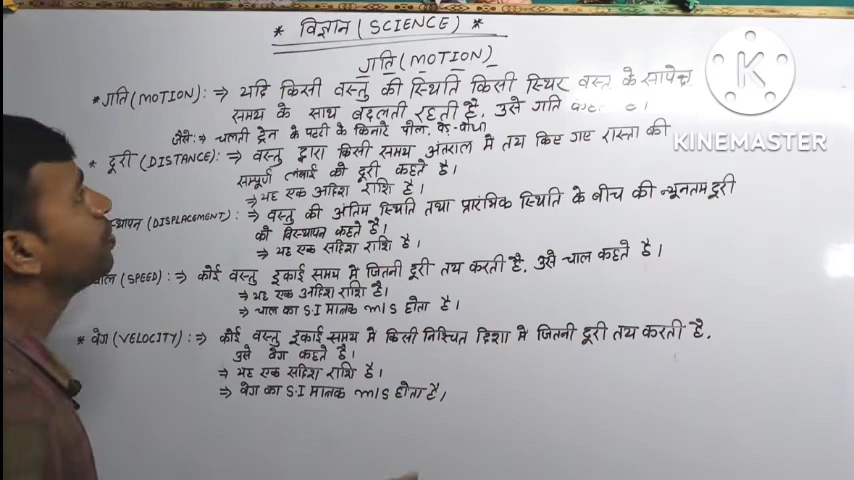 * विज्ञान (SCIENCE) *
गति (MOTION)
* गति (MOTION) : ⇒ यदि किसी वस्तु की स्थिति किसी स्थिर वस्तु के सापेक्ष
समय के साथ बदलती रहती है, उसे गति
जैसे :⇒ चलती ट्रेन के पटरी के किनारे पोल, पेड़-पौधा
* दूरी (DISTANCE) : ⇒ वस्तु द्वारा किसी समय अंतराल में तय किए गए रास्ता की
सम्पूर्ण लंबाई को दूरी कहते है।
⇒ यह एक अदिश राशि है।
स्थापन (DISPLACEMENT) : ⇒ वस्तु की अंतिम स्थिति तथा प्रारंभिक स्थिति के बीच की न्यूनतम दूरी
को विस्थापन कहते है।
⇒ यह एक सदिश राशि है।
चाल (SPEED) : ⇒ कोई वस्तु इकाई समय मे जितनी दूरी तय करती है, उसे चाल कहते है।
⇒ यह एक अदिश राशि है।
⇒ चाल का S.I मात्रक m/s होता है।
* वेग (VELOCITY) : ⇒ कोई वस्तु इकाई समय मे किसी निश्चित दिशा मे जितनी दूरी तय करती है,
उसे वेग कहते है।
⇒ यह एक सदिश राशि है।
⇒ वेग का S.I मात्रक m/s होता है,
K
KINEMASTER